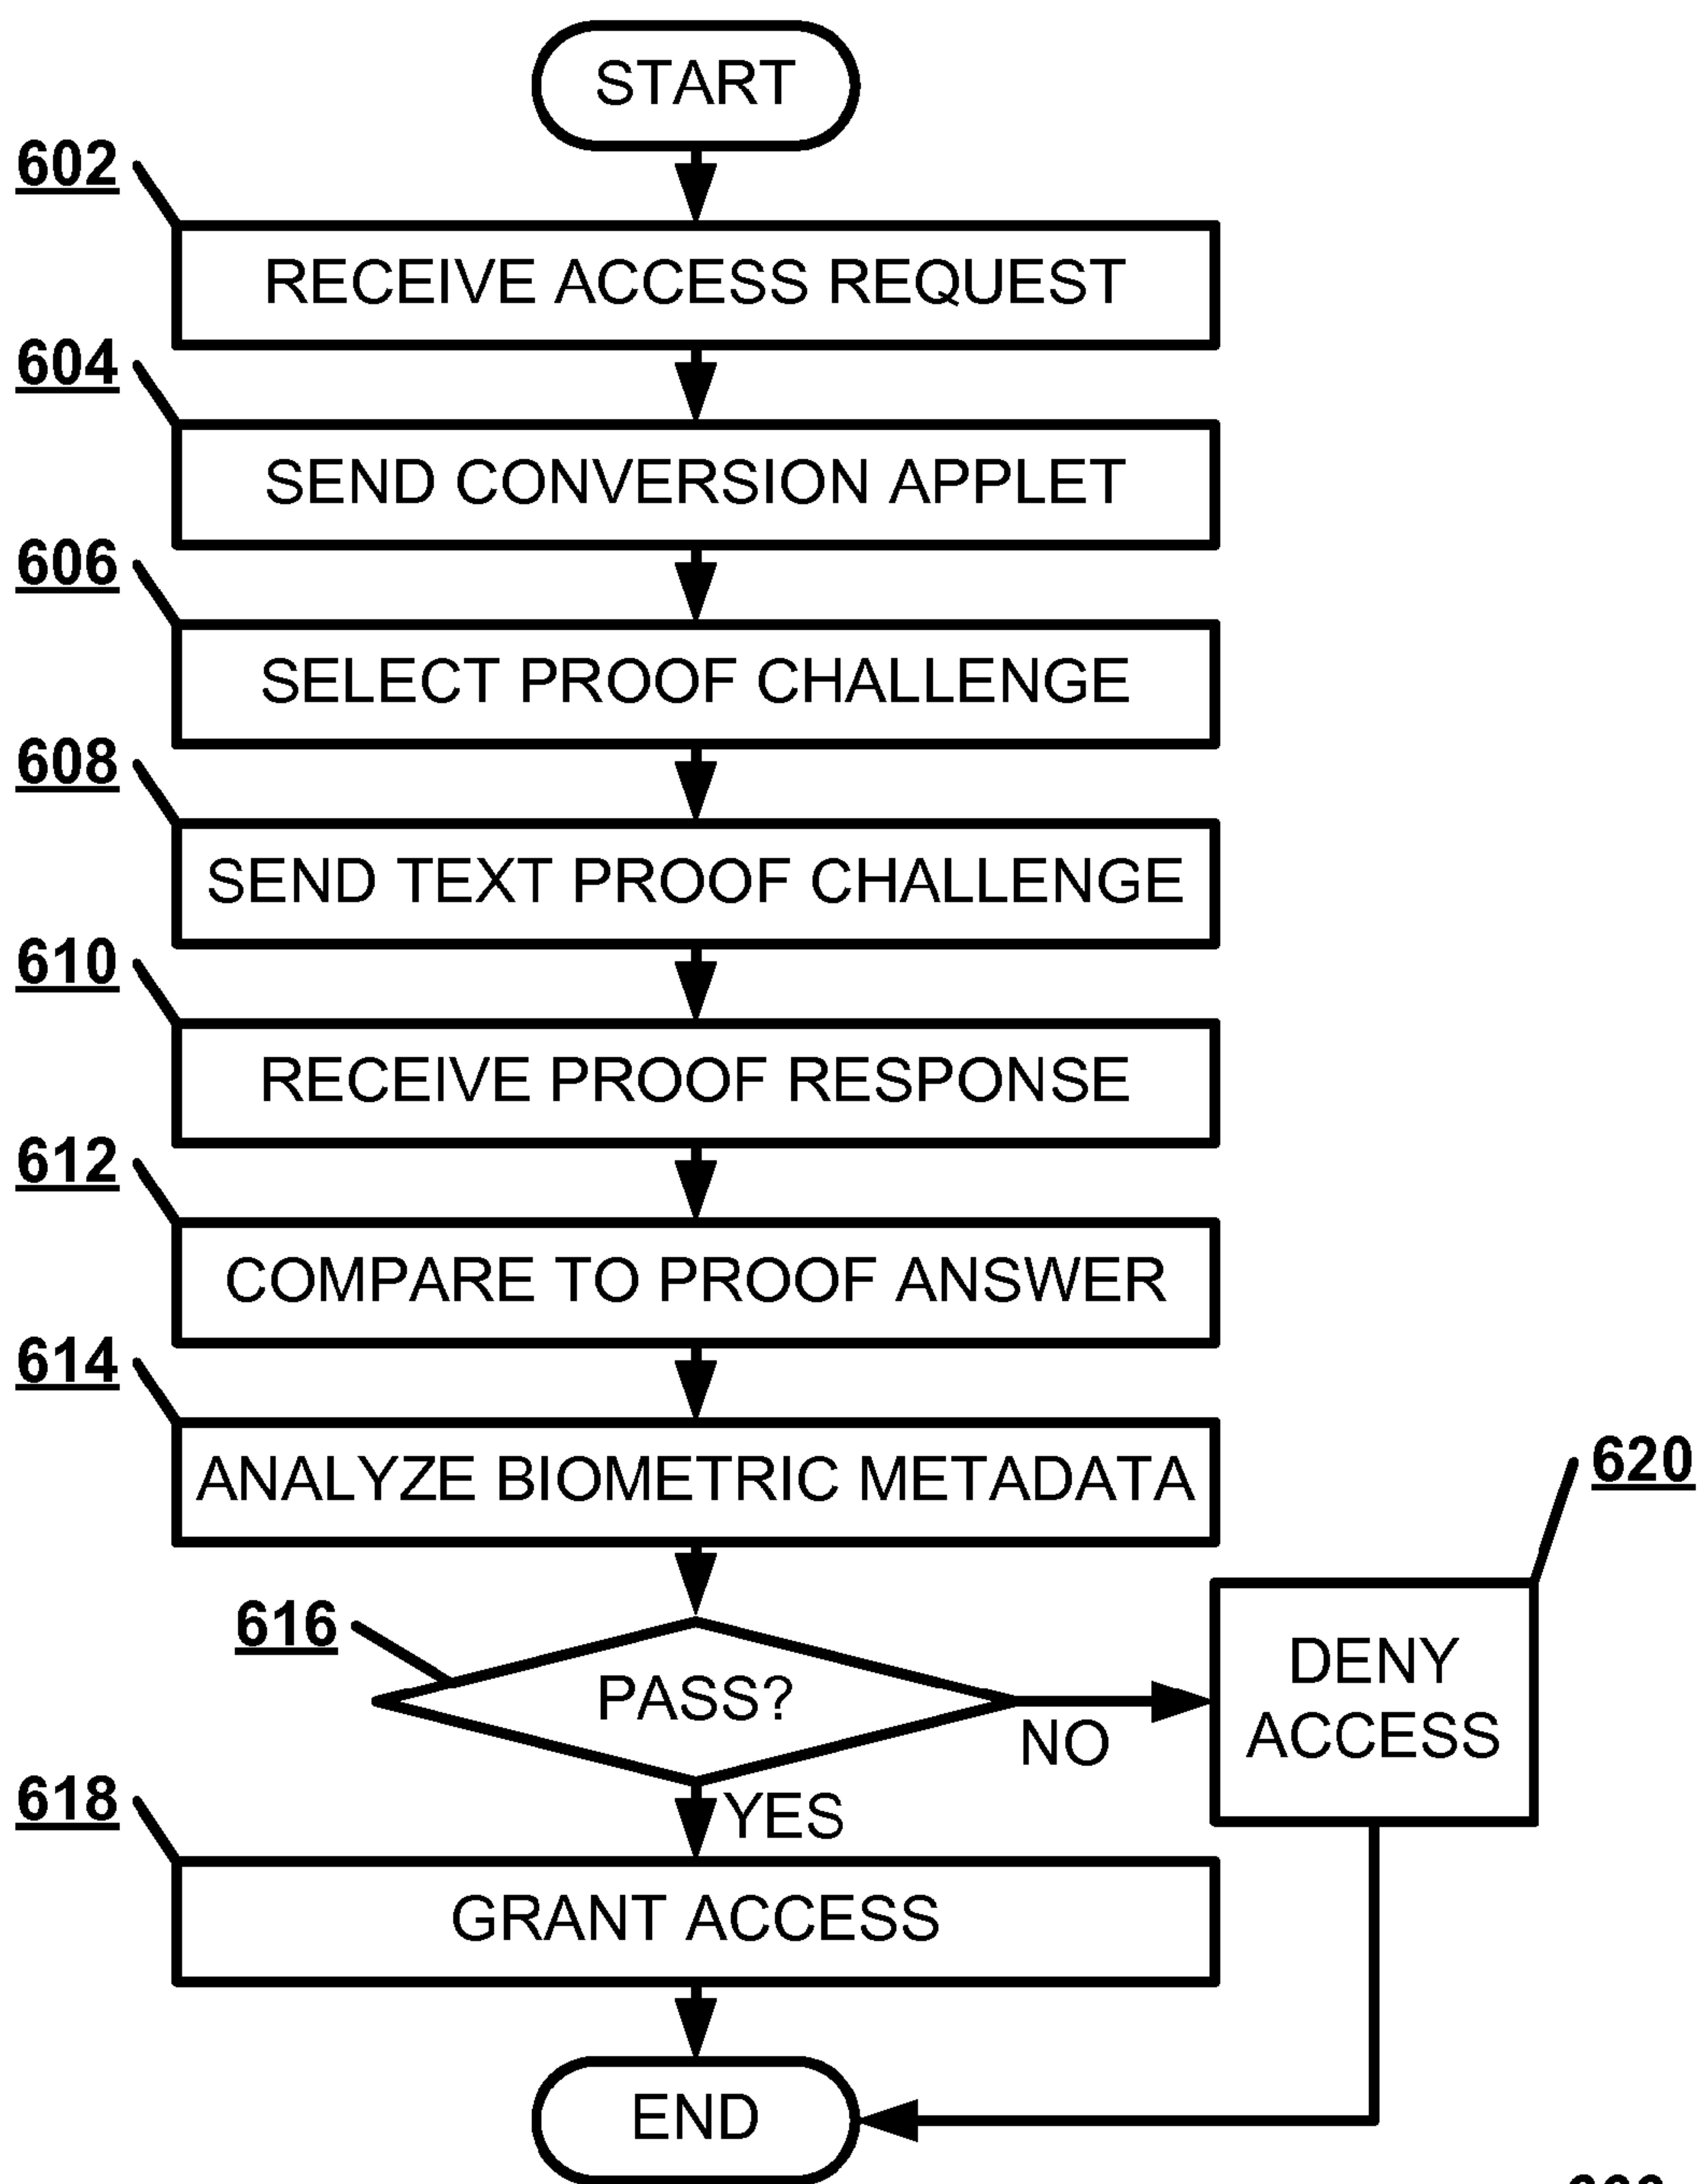 START
602
RECEIVE ACCESS REQUEST
604
SEND CONVERSION APPLET
606
SELECT PROOF CHALLENGE
608
SEND TEXT PROOF CHALLENGE
610
RECEIVE PROOF RESPONSE
612
COMPARE TO PROOF ANSWER
614
ANALYZE BIOMETRIC METADATA
620
616
PASS?
NO
DENY
ACCESS
YES
618
GRANT ACCESS
END